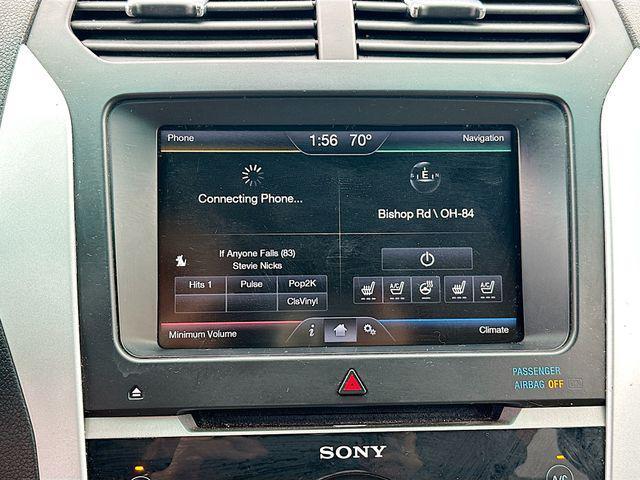 Phone
1:56 70°
Navigation
Connecting Phone...
E
Bishop Rd \ OH-84
If Anyone Falls (83)
Stevie Nicks
Hits 1
Pulse
Pop2K
ClsVinyl
A/C
A/C
Minimum Volume
i
Climate
PASSENGER
AIRBAG OFF
SONY
A/C